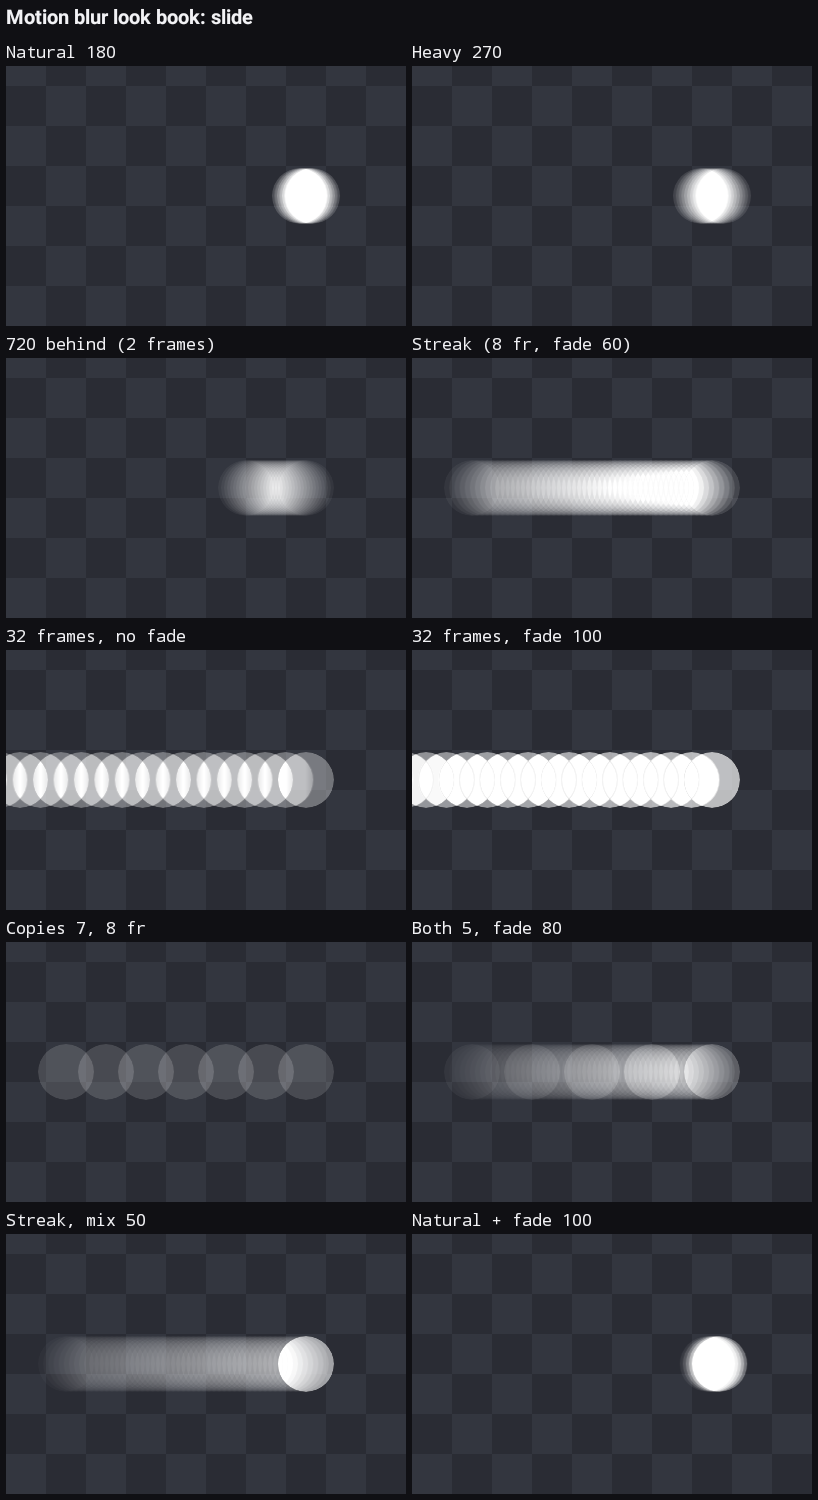 Motion blur look book: slide
Natural 180
Heavy 270
720 behind (2 frames)
Streak (8 fr, fade 60)
32 frames, no fade
32 frames, fade 100
Copies 7, 8 fr
Both 5, fade 80
Streak, mix 50
Natural + fade 100